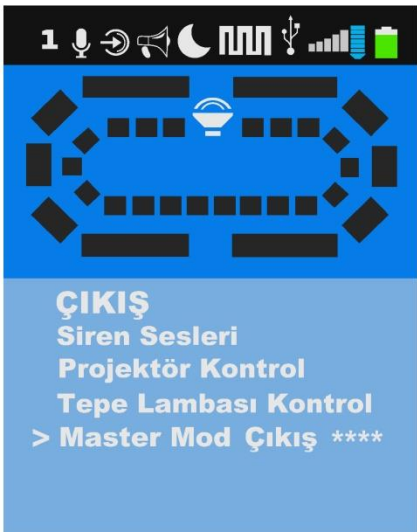 1
ÇIKIŞ
Siren Sesleri
Projektör Kontrol
Tepe Lambası Kontrol
> Master Mod Çıkış ****